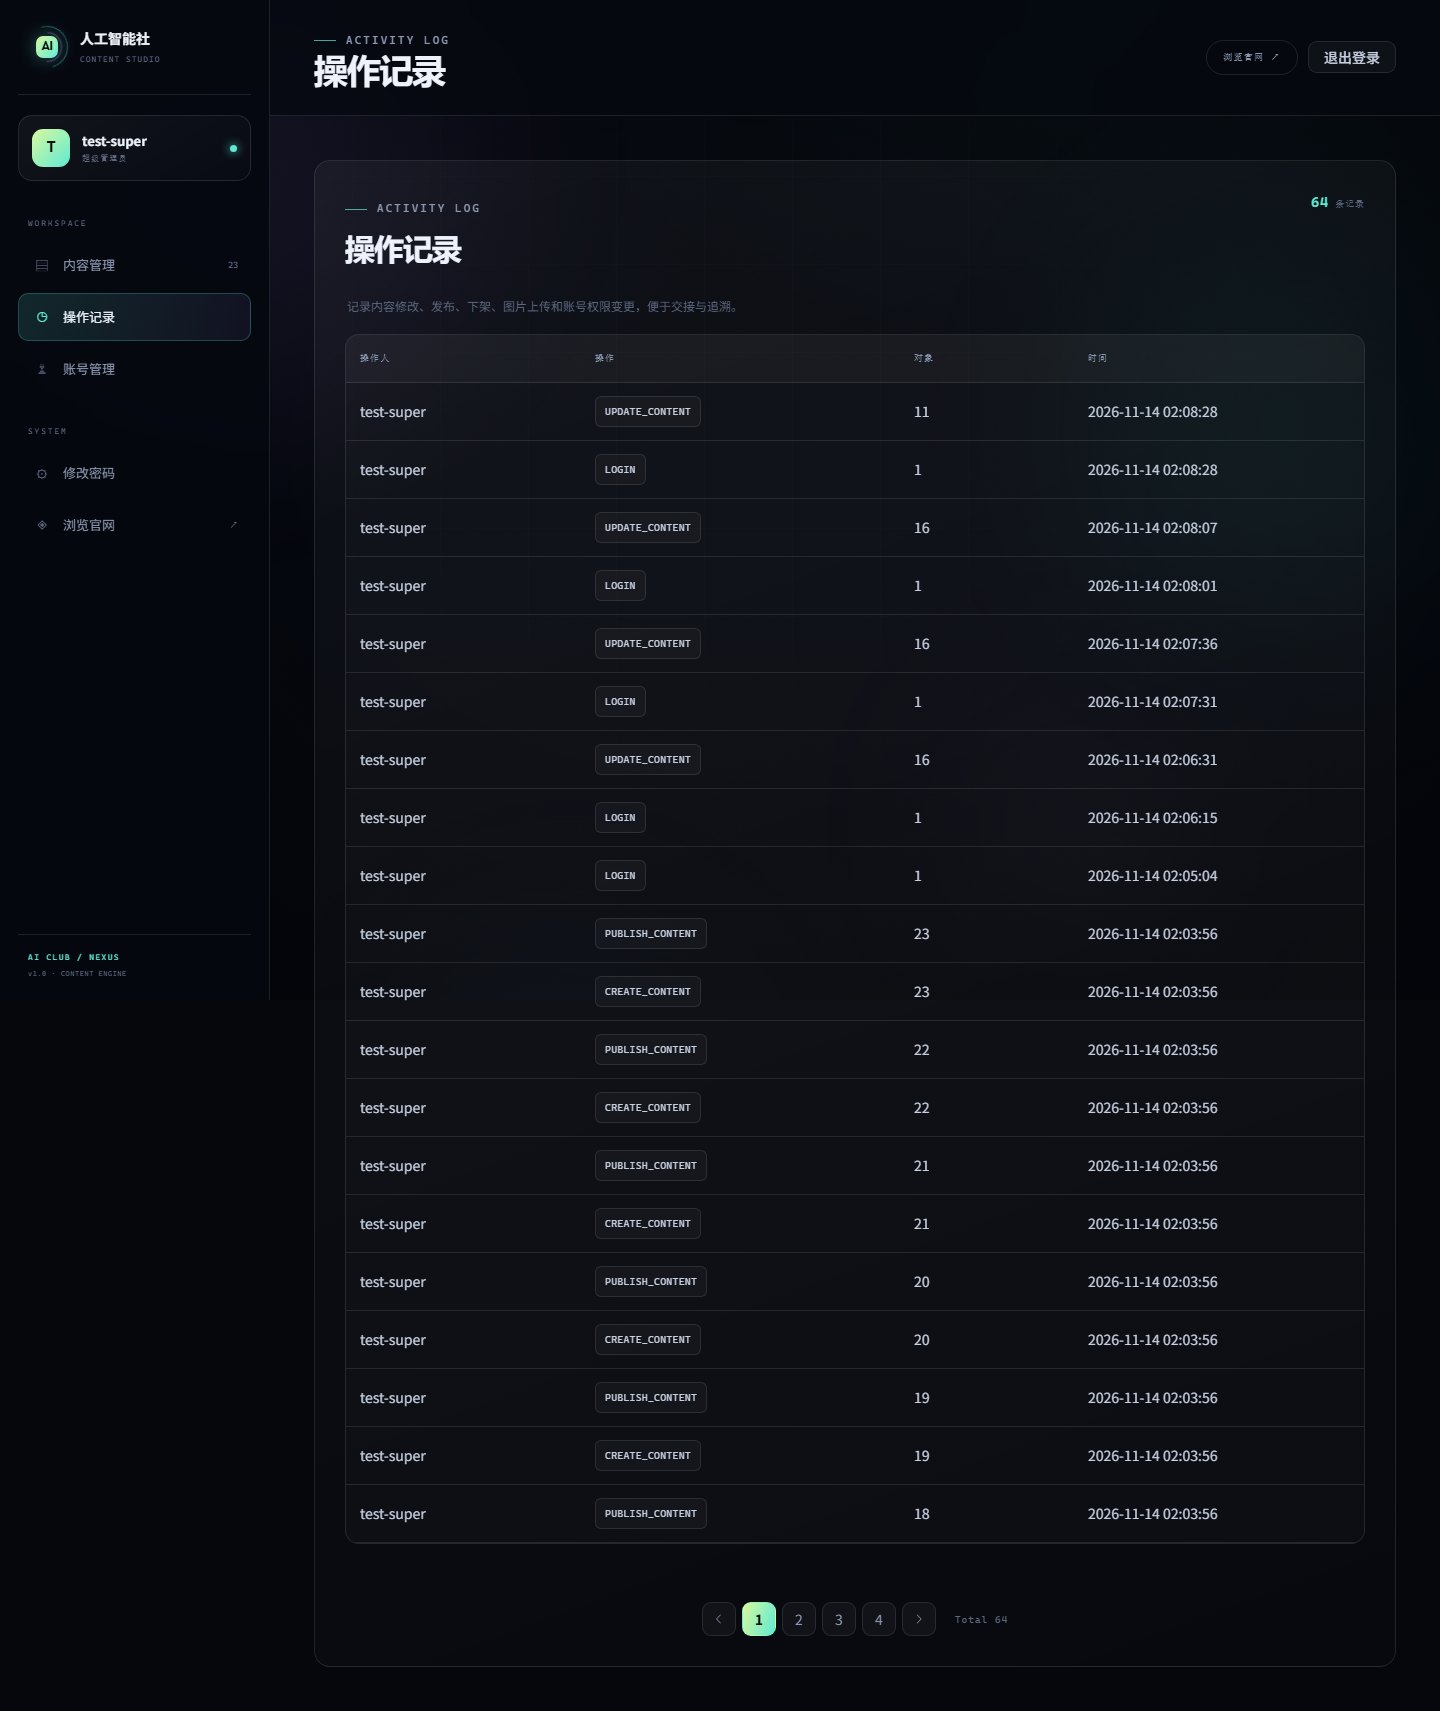 AI
人工智能社
CONTENT STUDIO
T
test-super
超级管理员
WORKSPACE
内容管理 23
操作记录
账号管理
SYSTEM
修改密码
浏览官网 ↗
AI CLUB / NEXUS
v1.0 · CONTENT ENGINE
ACTIVITY LOG
操作记录
浏览官网 ↗
退出登录
ACTIVITY LOG
64 条记录
操作记录
记录内容修改、发布、下架、图片上传和账号权限变更，便于交接与追溯。
操作人 操作 对象 时间
test-super UPDATE_CONTENT 11 2026-11-14 02:08:28
test-super LOGIN 1 2026-11-14 02:08:28
test-super UPDATE_CONTENT 16 2026-11-14 02:08:07
test-super LOGIN 1 2026-11-14 02:08:01
test-super UPDATE_CONTENT 16 2026-11-14 02:07:36
test-super LOGIN 1 2026-11-14 02:07:31
test-super UPDATE_CONTENT 16 2026-11-14 02:06:31
test-super LOGIN 1 2026-11-14 02:06:15
test-super LOGIN 1 2026-11-14 02:05:04
test-super PUBLISH_CONTENT 23 2026-11-14 02:03:56
test-super CREATE_CONTENT 23 2026-11-14 02:03:56
test-super PUBLISH_CONTENT 22 2026-11-14 02:03:56
test-super CREATE_CONTENT 22 2026-11-14 02:03:56
test-super PUBLISH_CONTENT 21 2026-11-14 02:03:56
test-super CREATE_CONTENT 21 2026-11-14 02:03:56
test-super PUBLISH_CONTENT 20 2026-11-14 02:03:56
test-super CREATE_CONTENT 20 2026-11-14 02:03:56
test-super PUBLISH_CONTENT 19 2026-11-14 02:03:56
test-super CREATE_CONTENT 19 2026-11-14 02:03:56
test-super PUBLISH_CONTENT 18 2026-11-14 02:03:56
1 2 3 4 Total 64